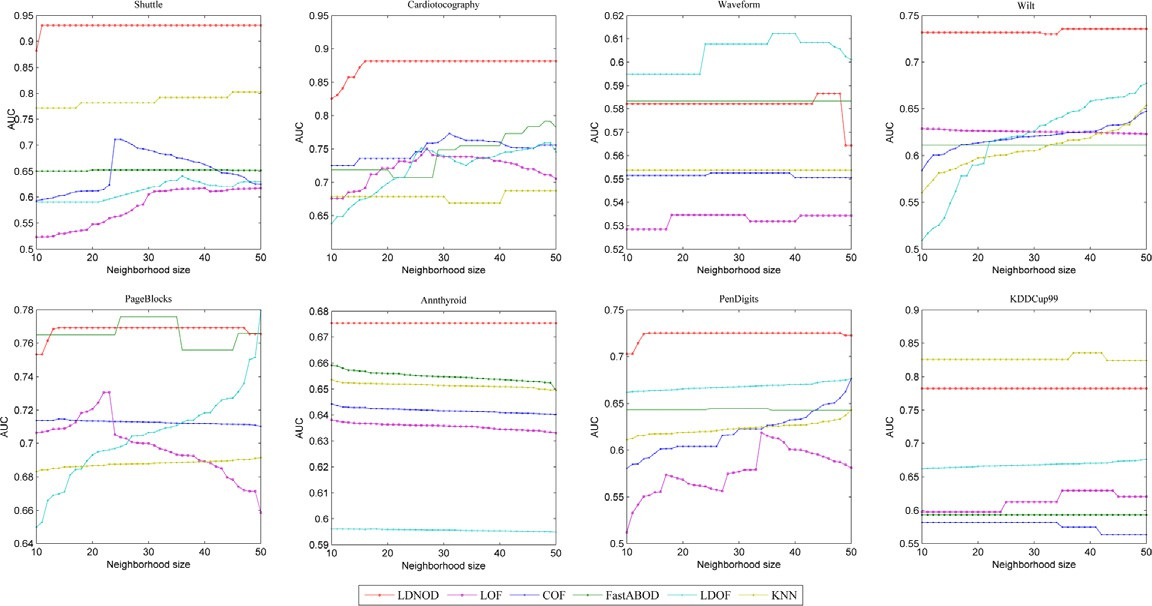 Shuttle
Cardiotocography
Waveform
Wilt
0.95
0.9
0.85
0.8
0.75
0.7
0.65
0.6
0.55
0.5
AUC
10 20 30 40 50
Neighborhood size
0.95
0.9
0.85
0.8
0.75
0.7
0.65
AUC
10 20 30 40 50
Neighborhood size
0.62
0.61
0.6
0.59
0.58
0.57
0.56
0.55
0.54
0.53
0.52
AUC
10 20 30 40 50
Neighborhood size
0.75
0.7
0.65
0.6
0.55
0.5
AUC
10 20 30 40 50
Neighborhood size
PageBlocks
Annthyroid
PenDigits
KDDCup99
0.78
0.76
0.74
0.72
0.7
0.68
0.66
0.64
AUC
10 20 30 40 50
Neighborhood size
0.68
0.67
0.66
0.65
0.64
0.63
0.62
0.61
0.6
0.59
AUC
10 20 30 40 50
Neighborhood size
0.75
0.7
0.65
0.6
0.55
0.5
AUC
10 20 30 40 50
Neighborhood size
0.9
0.85
0.8
0.75
0.7
0.65
0.6
0.55
AUC
10 20 30 40 50
Neighborhood size
LDNOD LOF COF FastABOD LDOF KNN